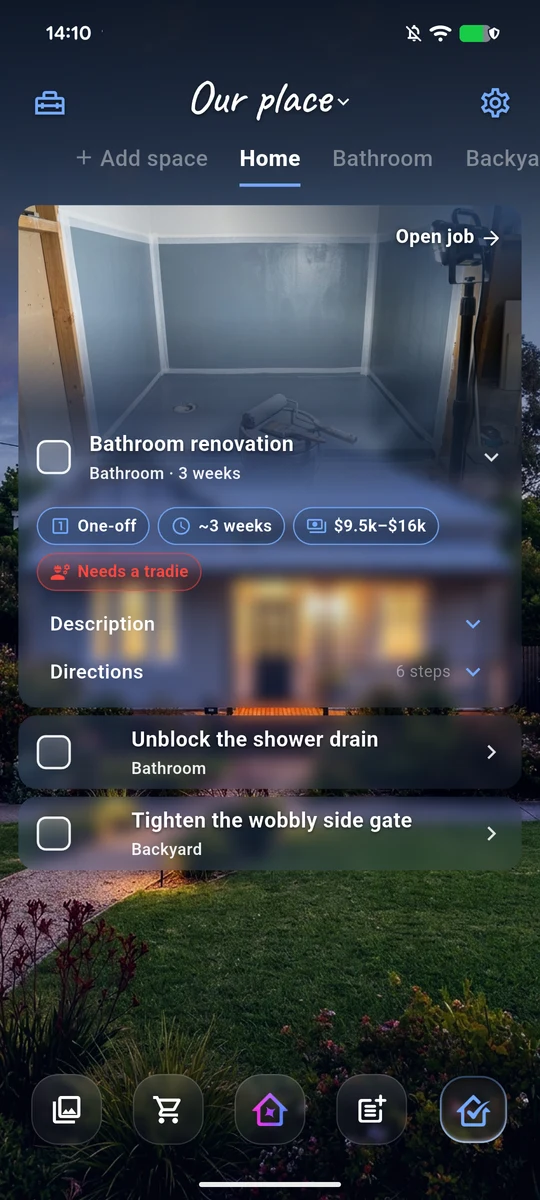 14:10
Our place
+ Add space
Home
Bathroom
Backya
Open job
Bathroom renovation
Bathroom · 3 weeks
One-off
~3 weeks
$9.5k–$16k
Needs a tradie
Description
Directions
6 steps
Unblock the shower drain
Bathroom
Tighten the wobbly side gate
Backyard